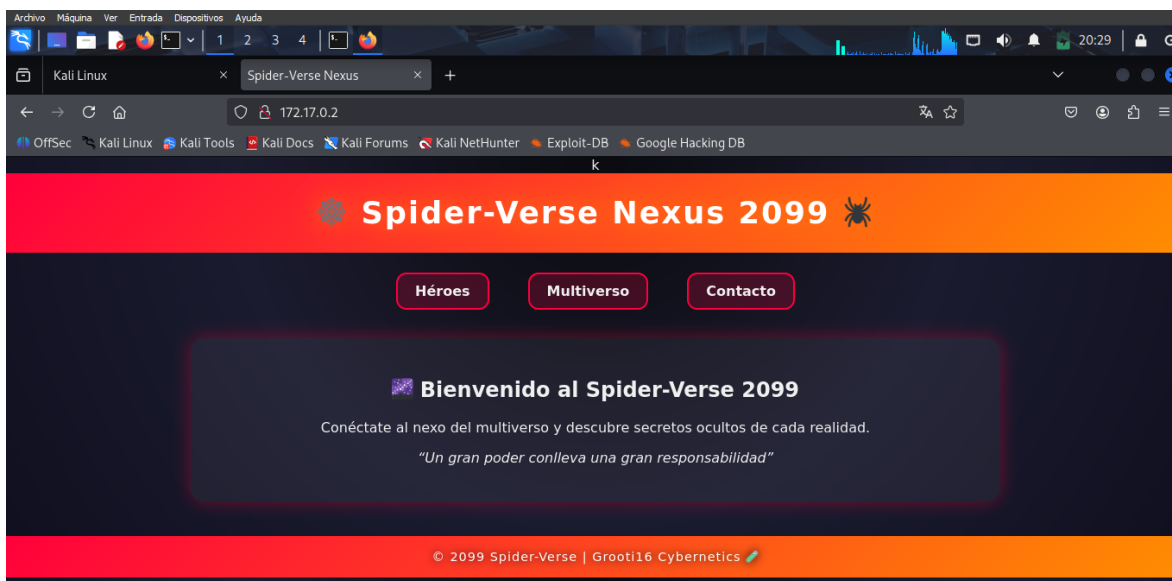 Archivo Máquina Ver Entrada Dispositivos Ayuda
1 2 3 4 20:29
Kali Linux × Spider-Verse Nexus × +
172.17.0.2
OffSec Kali Linux Kali Tools Kali Docs Kali Forums Kali NetHunter Exploit-DB Google Hacking DB
k
🕸 Spider-Verse Nexus 2099 🕷
Héroes Multiverso Contacto
🌌 Bienvenido al Spider-Verse 2099
Conéctate al nexo del multiverso y descubre secretos ocultos de cada realidad.
“Un gran poder conlleva una gran responsabilidad”
© 2099 Spider-Verse | Grooti16 Cybernetics 🧪